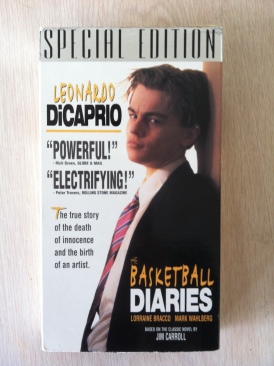 SPECIAL EDITION
LEONARDO
DiCAPRIO
"POWERFUL!"
"ELECTRIFYING!"
- Peter Travers, ROLLING STONE MAGAZINE
The true story
of the death
of innocence
and the birth
of an artist.
The
BASKETBALL
DIARIES
LORRAINE BRACCO MARK WAHLBERG
BASED ON THE CLASSIC NOVEL BY
JIM CARROLL